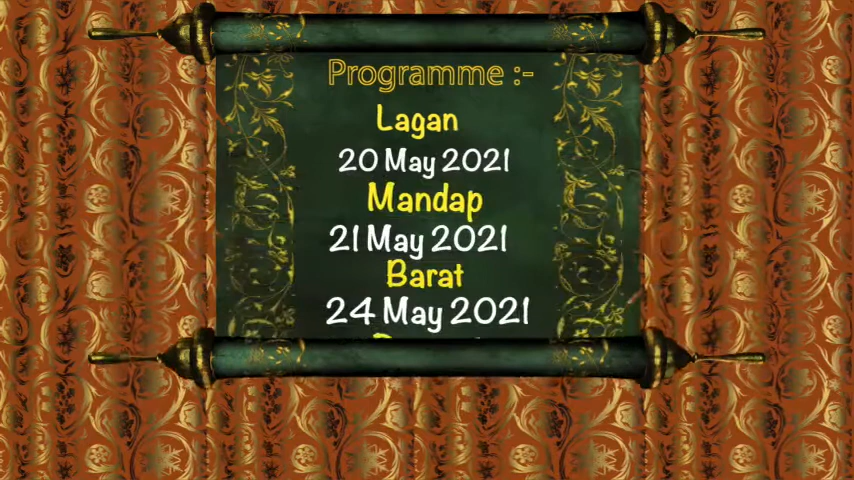 Programme :-
Lagan
20 May 2021
Mandap
21 May 2021
Barat
24 May 2021